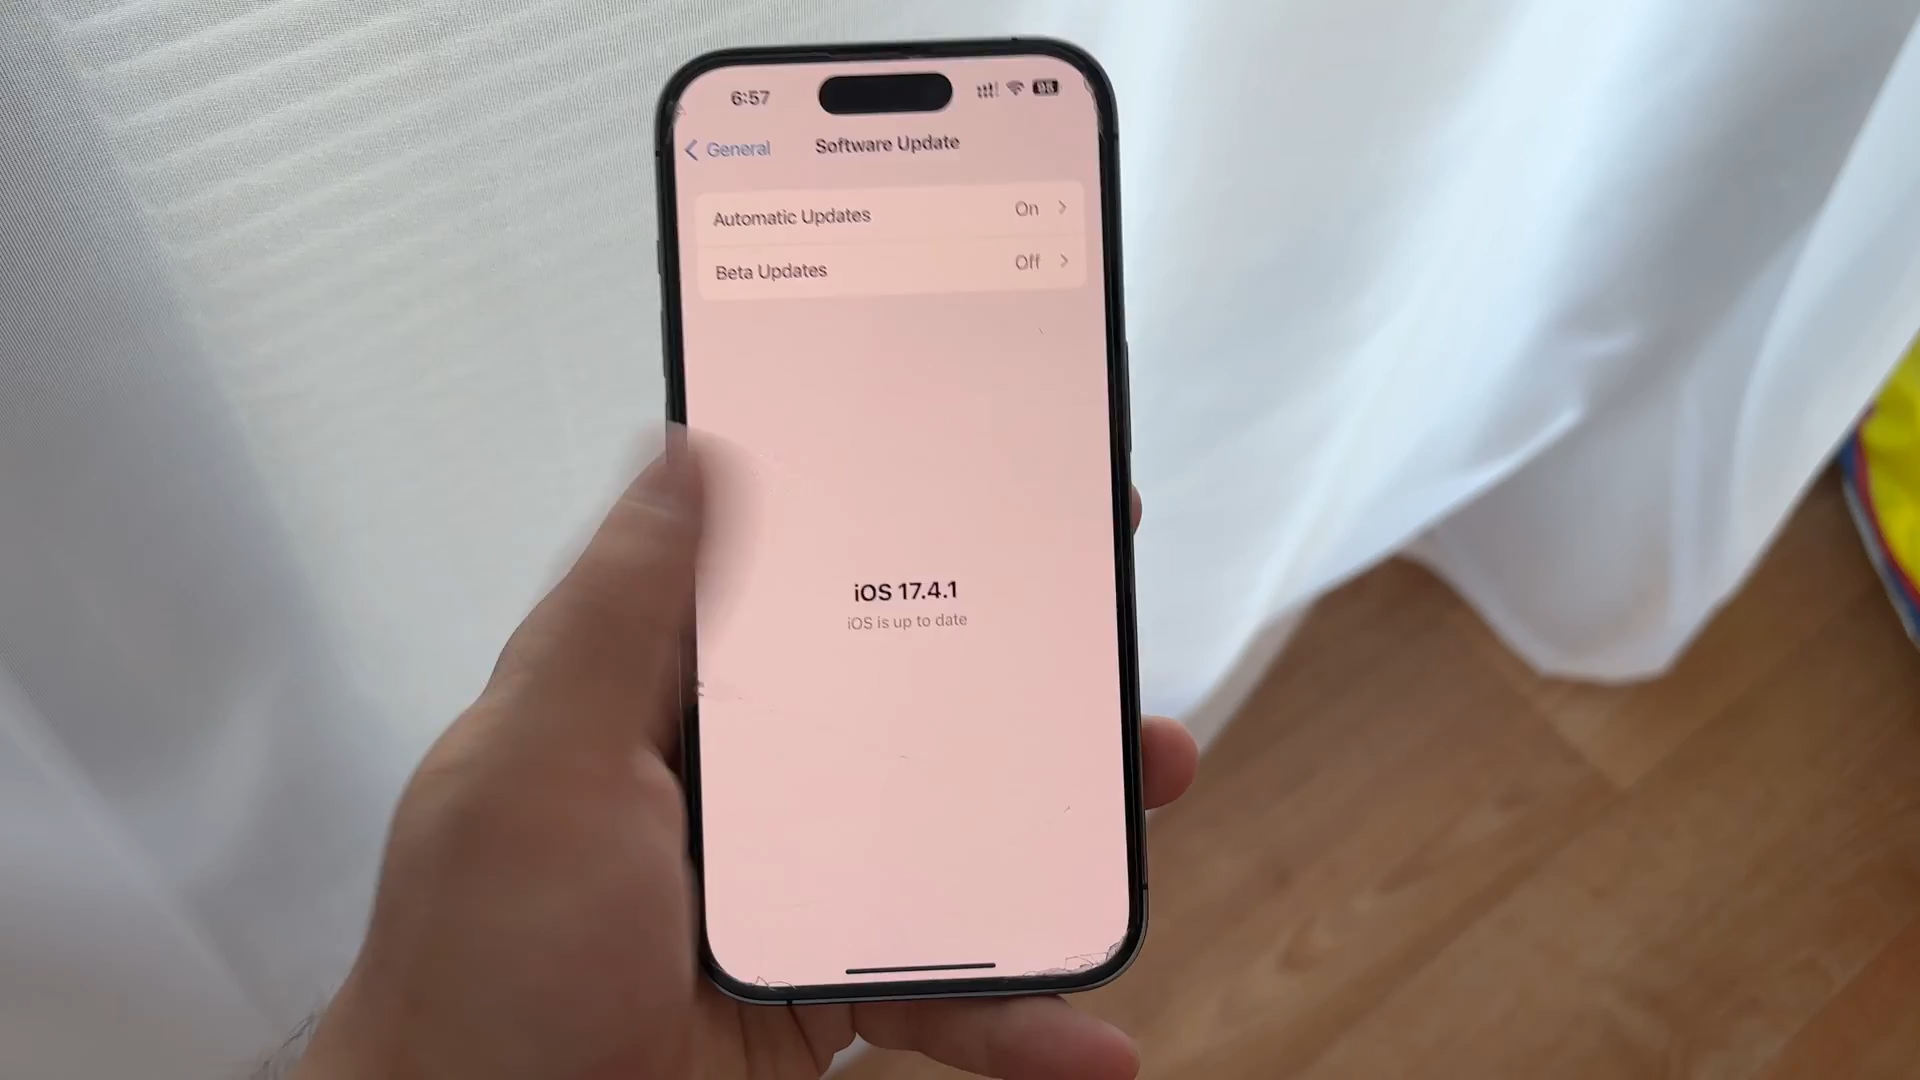 6:57
General
Software Update
Automatic Updates On
Beta Updates Off
iOS 17.4.1
iOS is up to date